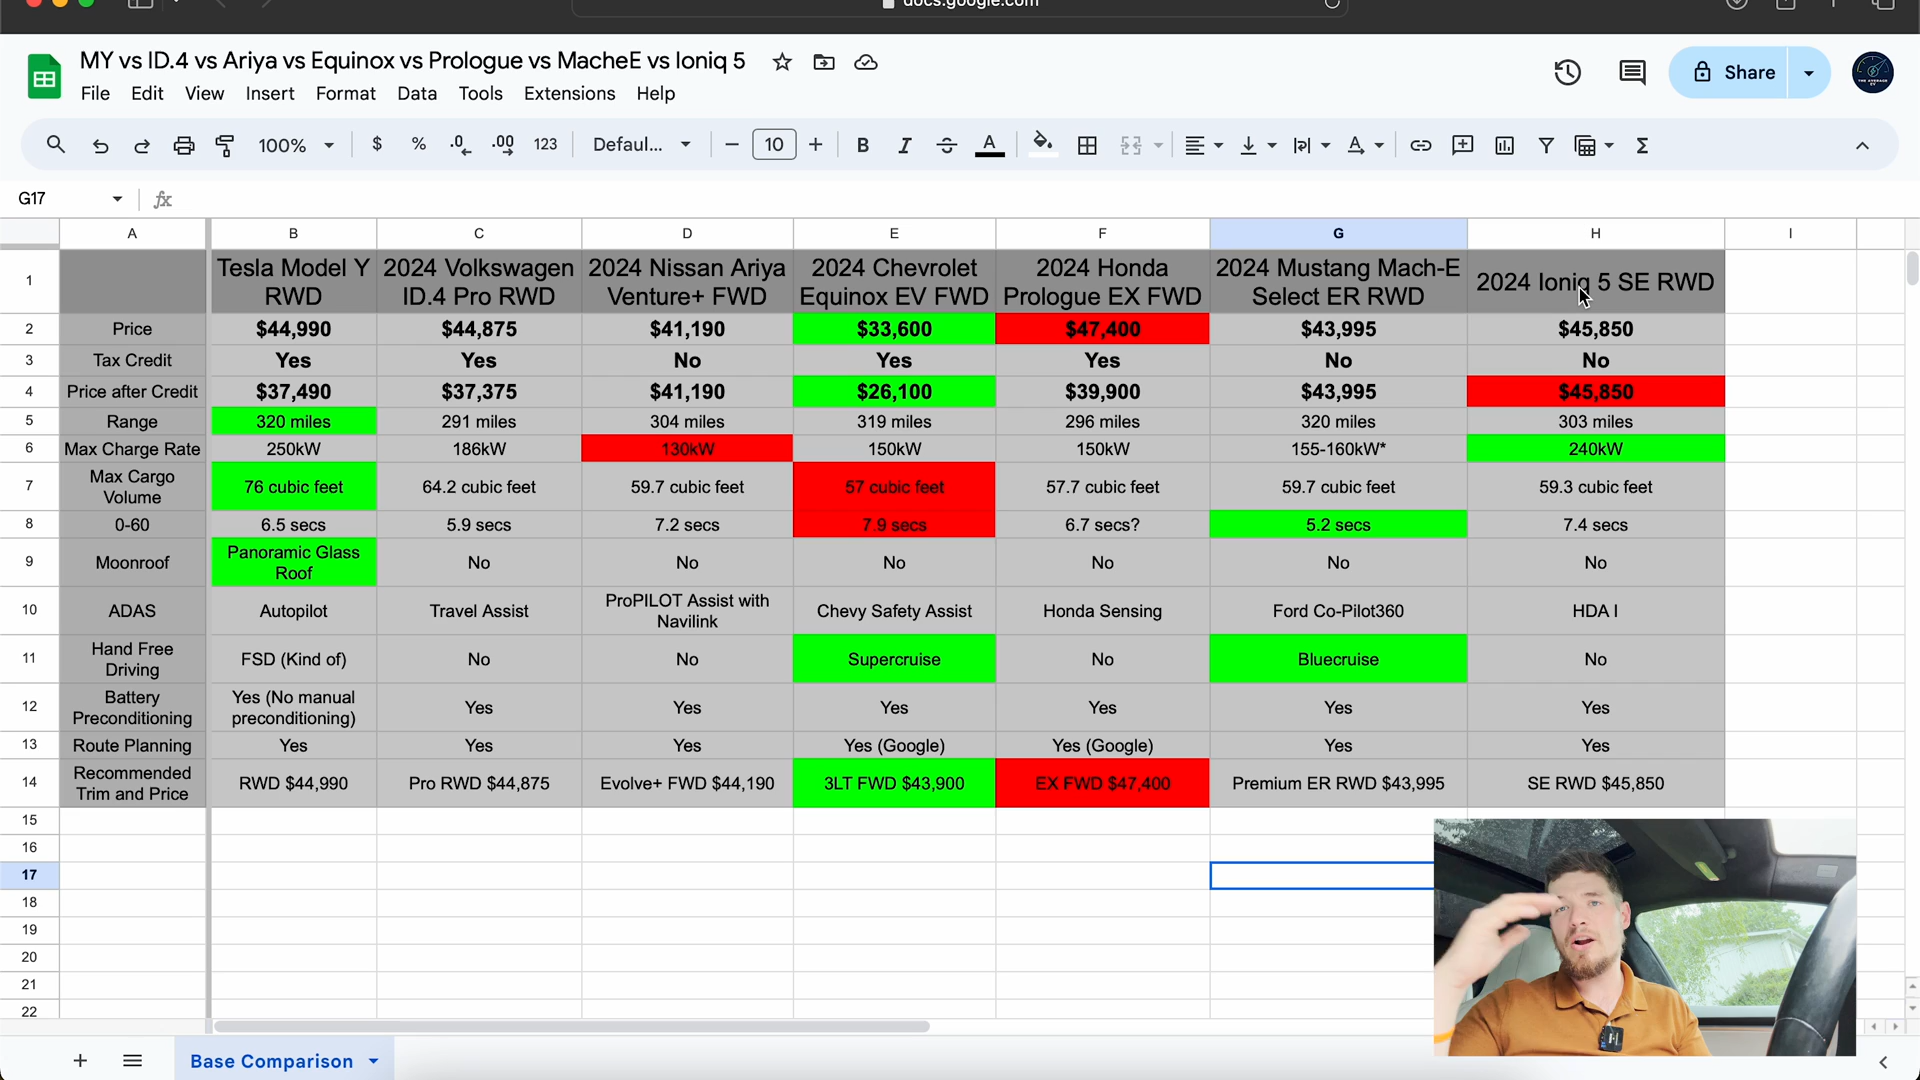 docs.google.com
MY vs ID.4 vs Ariya vs Equinox vs Prologue vs MacheE vs Ioniq 5
Share
File Edit View Insert Format Data Tools Extensions Help
100% $ % .0 .00 123 Defaul... 10 B I A
G17 fx
A B C D E F G H I
1 Tesla Model Y 2024 Volkswagen 2024 Nissan Ariya 2024 Chevrolet 2024 Honda 2024 Mustang Mach-E 2024 Ioniq 5 SE RWD
RWD ID.4 Pro RWD Venture+ FWD Equinox EV FWD Prologue EX FWD Select ER RWD
2 Price $44,990 $44,875 $41,190 $33,600 $47,400 $43,995 $45,850
3 Tax Credit Yes Yes No Yes Yes No No
4 Price after Credit $37,490 $37,375 $41,190 $26,100 $39,900 $43,995 $45,850
5 Range 320 miles 291 miles 304 miles 319 miles 296 miles 320 miles 303 miles
6 Max Charge Rate 250kW 186kW 130kW 150kW 150kW 155-160kW* 240kW
7 Max Cargo Volume 76 cubic feet 64.2 cubic feet 59.7 cubic feet 57 cubic feet 57.7 cubic feet 59.7 cubic feet 59.3 cubic feet
8 0-60 6.5 secs 5.9 secs 7.2 secs 7.9 secs 6.7 secs? 5.2 secs 7.4 secs
9 Moonroof Panoramic Glass Roof No No No No No No
10 ADAS Autopilot Travel Assist ProPILOT Assist with Navilink Chevy Safety Assist Honda Sensing Ford Co-Pilot360 HDA I
11 Hand Free Driving FSD (Kind of) No No Supercruise No Bluecruise No
12 Battery Preconditioning Yes (No manual preconditioning) Yes Yes Yes Yes Yes Yes
13 Route Planning Yes Yes Yes Yes (Google) Yes (Google) Yes Yes
14 Recommended Trim and Price RWD $44,990 Pro RWD $44,875 Evolve+ FWD $44,190 3LT FWD $43,900 EX FWD $47,400 Premium ER RWD $43,995 SE RWD $45,850
15
16
17
18
19
20
21
22
Base Comparison